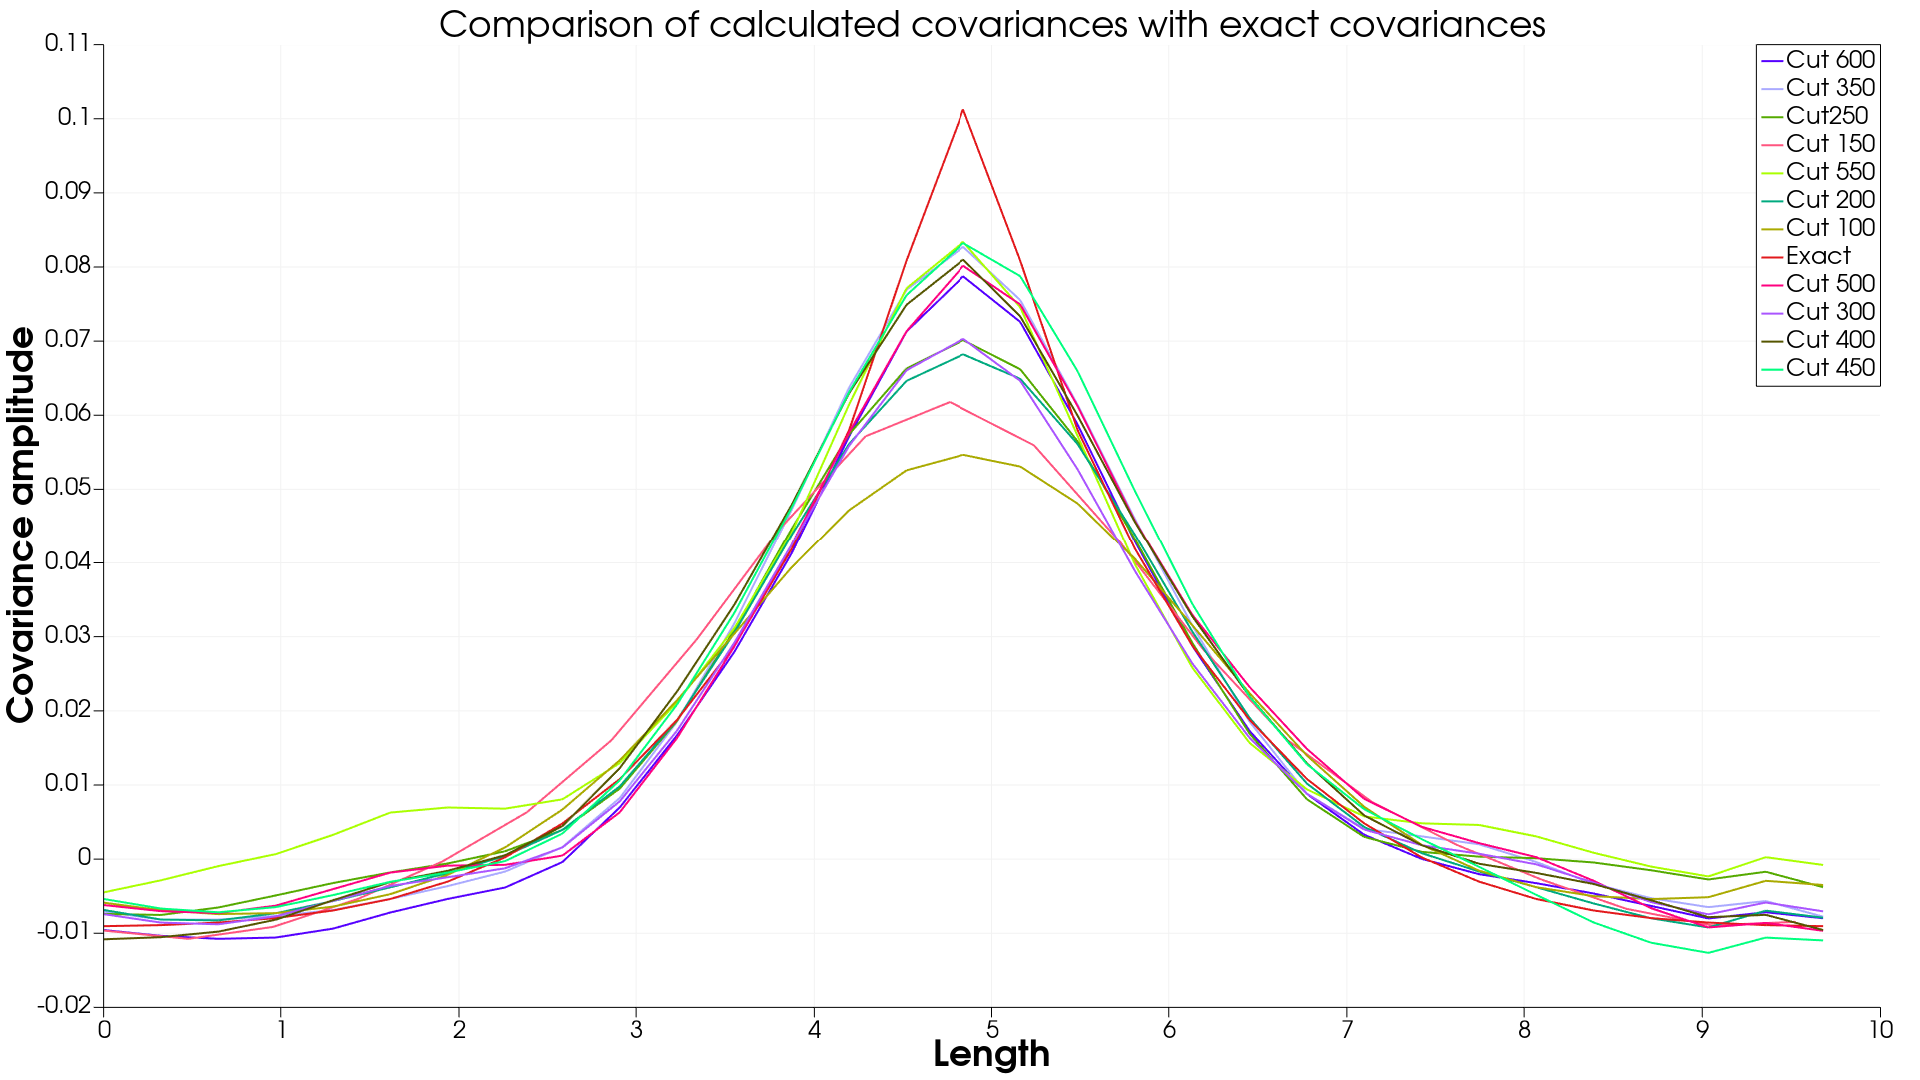 Comparison of calculated covariances with exact covariances
0.11
0.1
0.09
0.08
0.07
0.06
0.05
0.04
0.03
0.02
0.01
0
-0.01
-0.02
Covariance amplitude
0 1 2 3 4 5 6 7 8 9 10
Length
Cut 600
Cut 350
Cut250
Cut 150
Cut 550
Cut 200
Cut 100
Exact
Cut 500
Cut 300
Cut 400
Cut 450